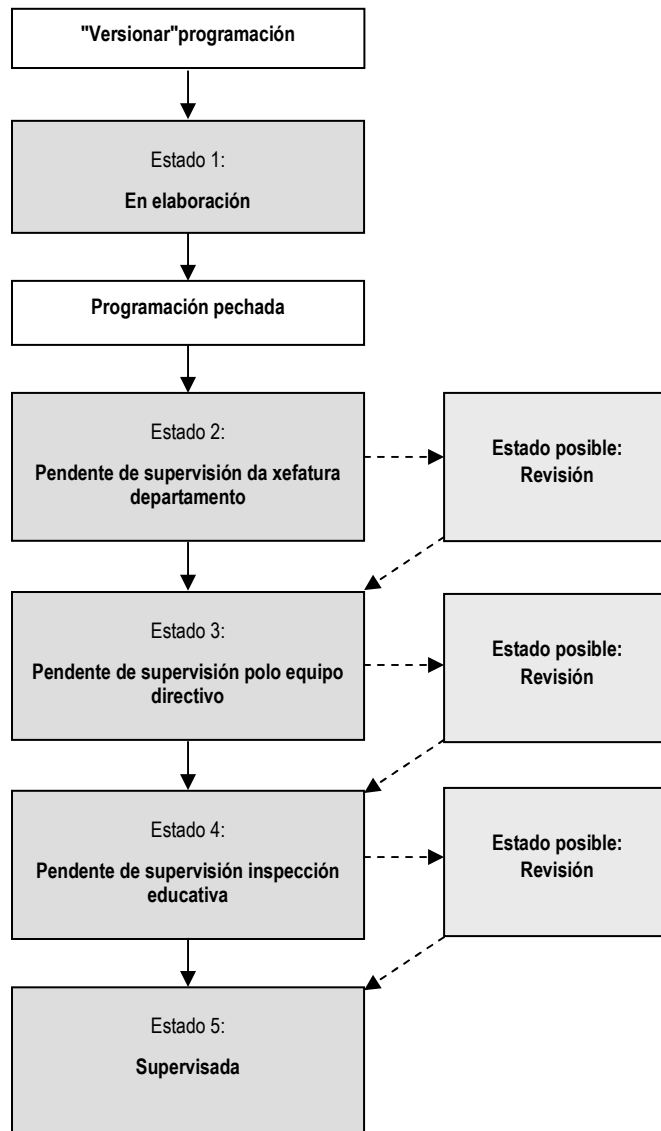 "Versionar"programación
Estado 1:
En elaboración
Programación pechada
Estado 2:
Pendente de supervisión da xefatura
departamento
Estado posible:
Revisión
Estado 3:
Pendente de supervisión polo equipo
directivo
Estado posible:
Revisión
Estado 4:
Pendente de supervisión inspección
educativa
Estado posible:
Revisión
Estado 5:
Supervisada